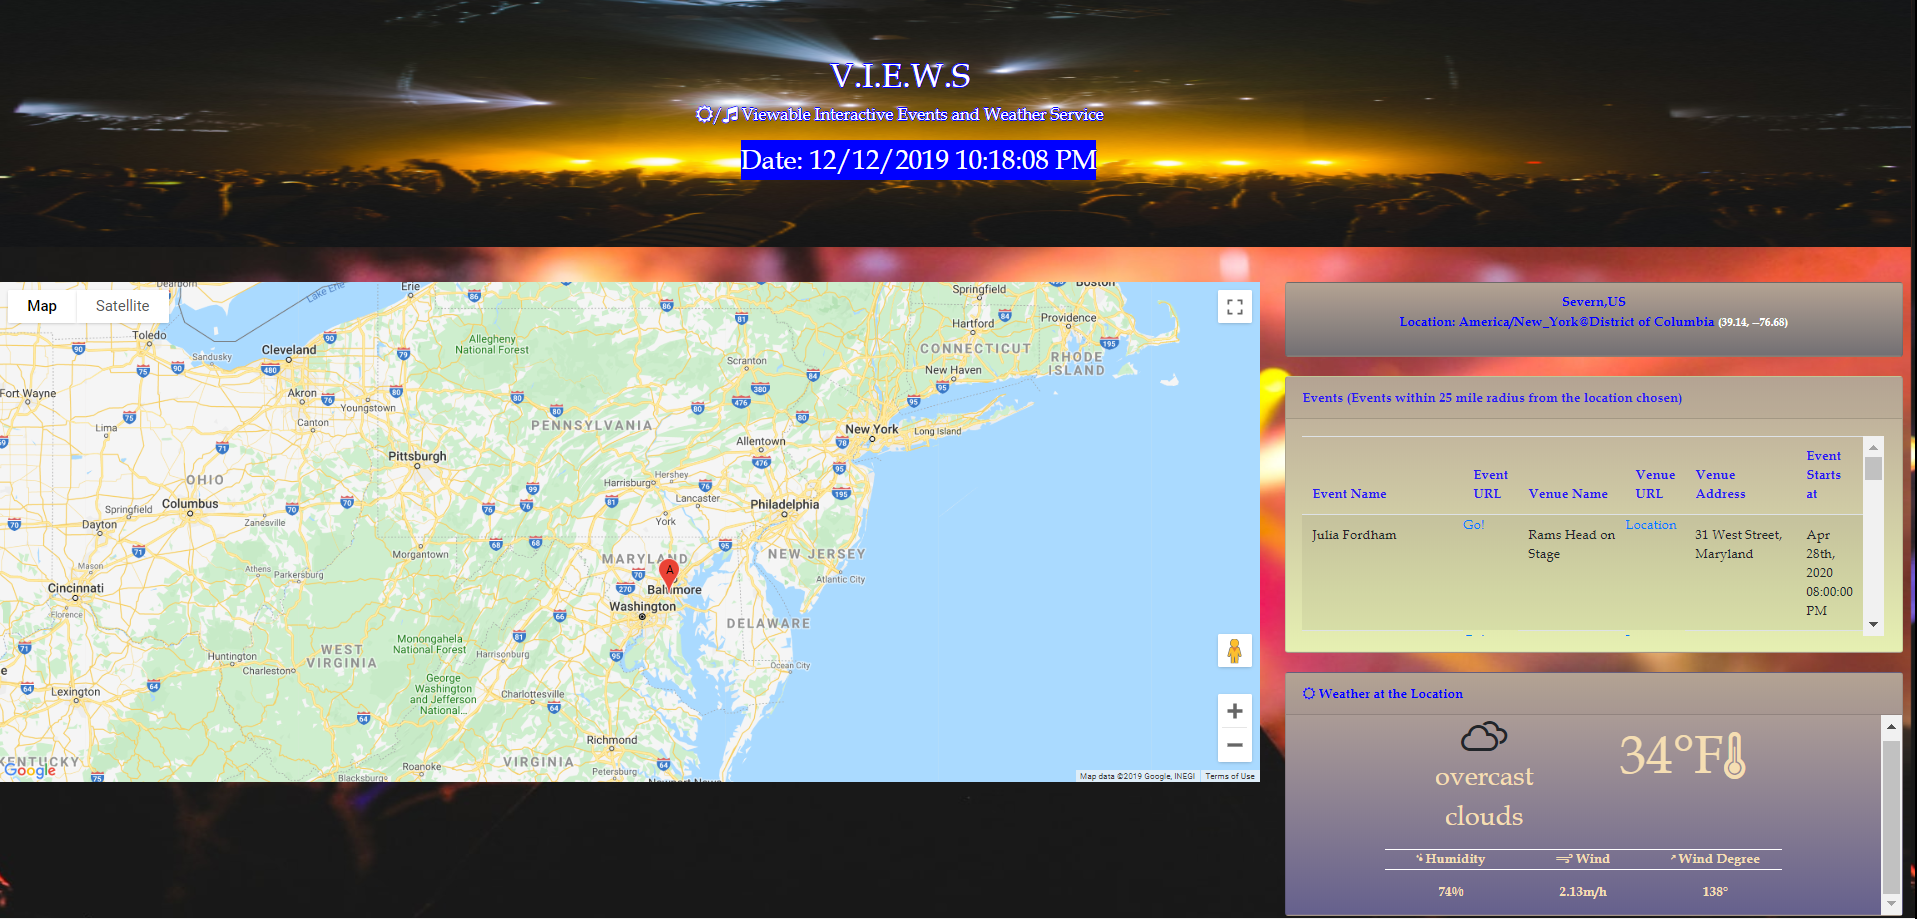 V.I.E.W.S
/ Viewable Interactive Events and Weather Service
Date: 12/12/2019 10:18:08 PM
Map
Satellite
Dearborn
Lake Erie
Erie
Toledo
Sandusky
Cleveland
Fort Wayne
Akron
Youngstown
Lima
Canton
Pittsburgh
OHIO
Columbus
Springfield
Dayton
Zanesville
Morgantown
Mason
Athens
Parkersburg
Cincinnati
Florence
WEST
VIRGINIA
Huntington
Charleston
Lexington
KENTUCKY
Google
Blacksburg
Roanoke
Allegheny
National Forest
Scranton
PENNSYLVANIA
Allentown
Hershey
Harrisburg
Lancaster
York
Philadelphia
MARYLAND
A
Baltimore
Washington
NEW JERSEY
Atlantic City
DELAWARE
Ocean City
Monongahela
National Forest
Harrisonburg
George
Washington
and Jefferson
National...
Charlottesville
Richmond
VIRGINIA
Petersburg
Newport News
Springfield
Boston
Hartford
Providence
CONNECTICUT
RHODE
ISLAND
New Haven
New York
Long Island
Map data ©2019 Google, INEGI
Terms of Use
Severn,US
Location: America/New_York@District of Columbia (39.14, –76.68)
Events (Events within 25 mile radius from the location chosen)
Event Name
Event
URL
Venue Name
Venue
URL
Venue
Address
Event
Starts
at
Julia Fordham
Go!
Rams Head on
Stage
Location
31 West Street,
Maryland
Apr
28th,
2020
08:00:00
PM
Weather at the Location
overcast
clouds
34°F
Humidity Wind Wind Degree
74% 2.13m/h 138°